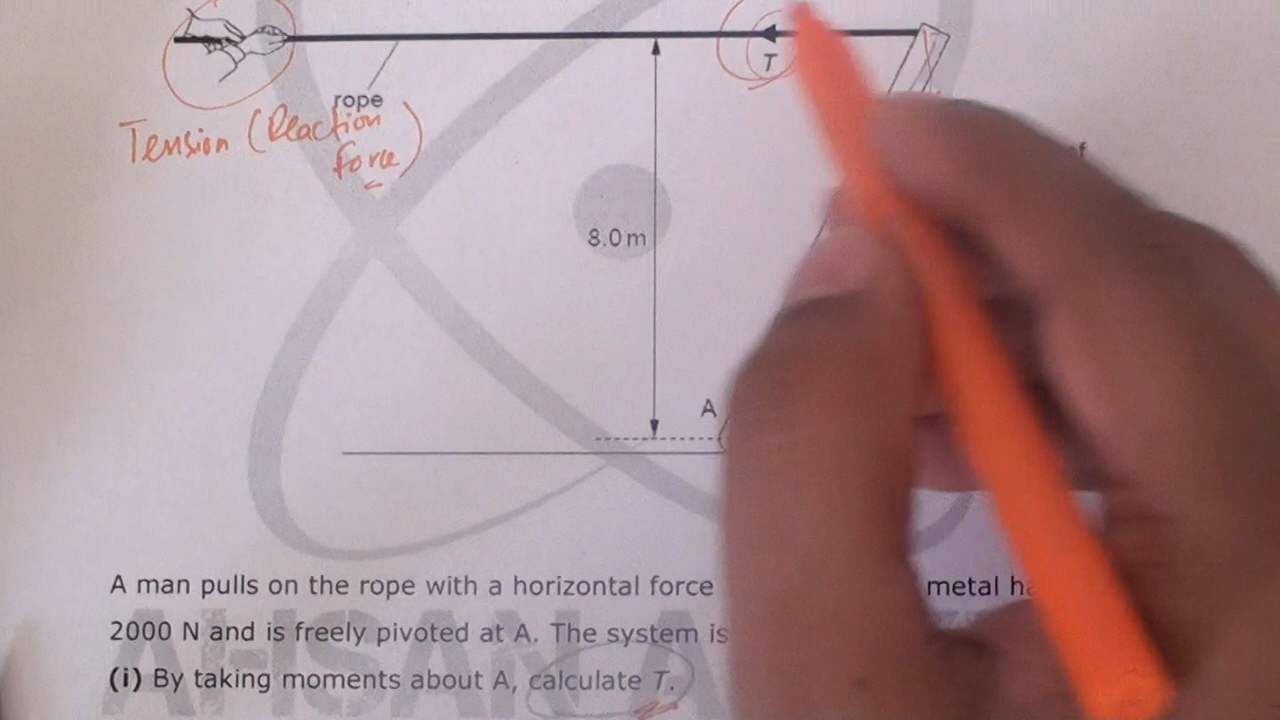 T
rope
Tension (Reaction
force)
8.0 m
A
A man pulls on the rope with a horizontal force metal
2000 N and is freely pivoted at A. The system is
(i) By taking moments about A, calculate T.
AHSAN A